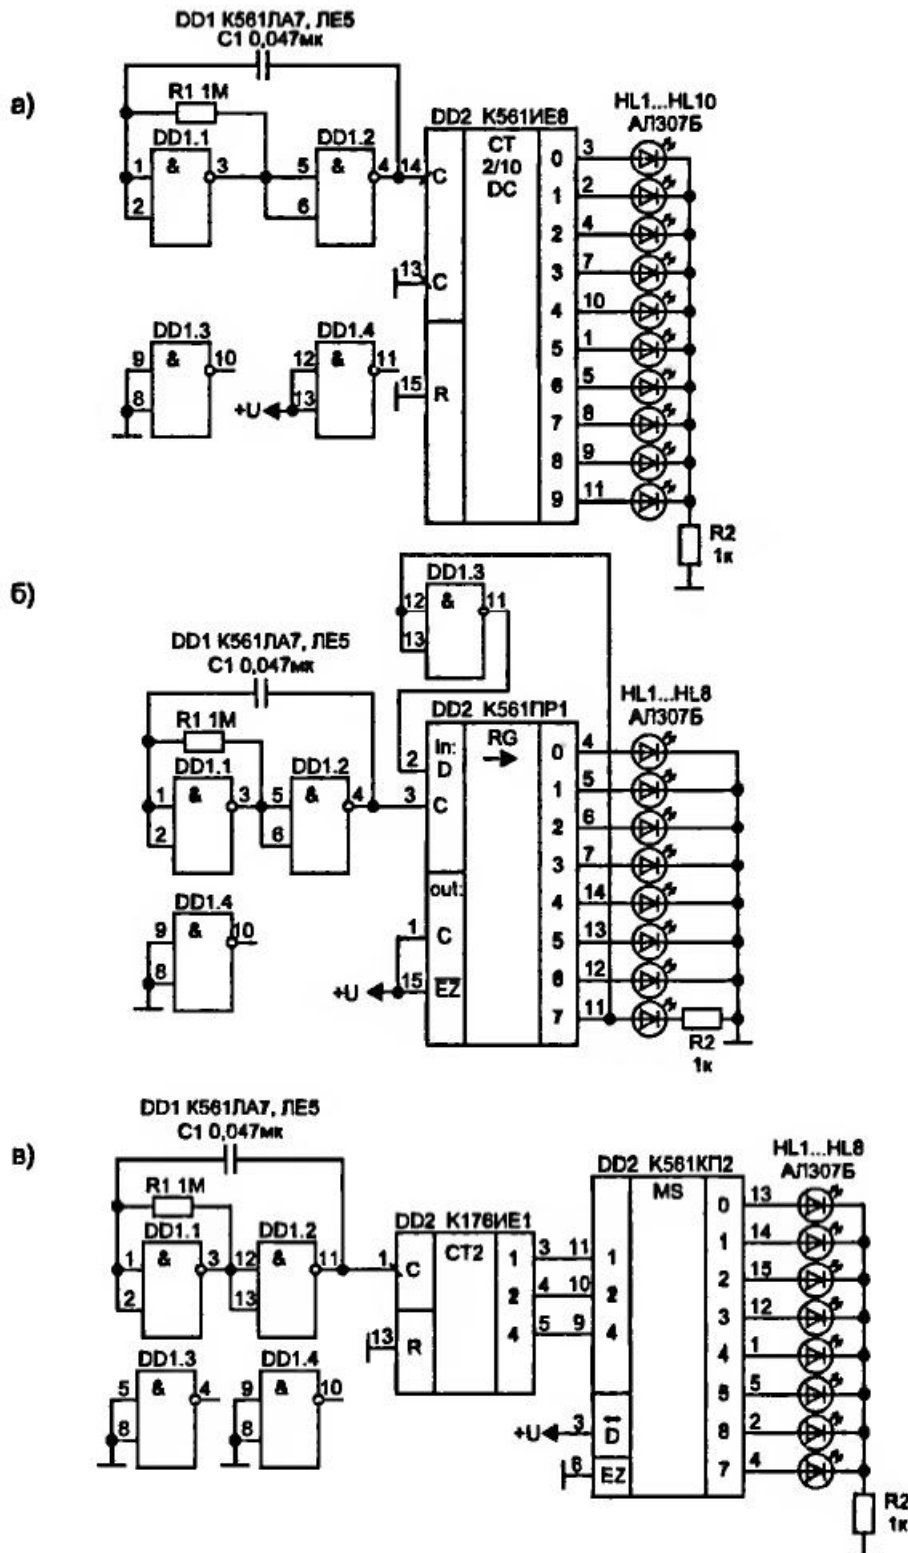 а)
DD1 К561ЛА7, ЛЕ5
C1 0,047мк
R1 1М
DD1.1
DD1.2
&
&
1
2
3
5
6
4
14
DD2 К561ИЕ8
C
CT
2/10
DC
13
C
15
R
0 3
1 2
2 4
3 7
4 10
5 1
6 5
7 8
8 9
9 11
HL1...HL10
АЛ307Б
R2
1к
DD1.3
9
8
&
10
DD1.4
12
13
&
11
+U
б)
DD1.3
12
13
&
11
DD1 К561ЛА7, ЛЕ5
C1 0,047мк
R1 1М
DD1.1
DD1.2
1
2
&
3
5
6
&
4
3
2
DD2 К561ПР1
In:
D
C
RG
out:
1
C
15
EZ
+U
0 4
1 5
2 6
3 7
4 14
5 13
6 12
7 11
HL1...HL8
АЛ307Б
R2
1к
DD1.4
9
8
&
10
в)
DD1 К561ЛА7, ЛЕ5
C1 0,047мк
R1 1М
DD1.1
DD1.2
1
2
&
3
12
13
&
11
DD2 К176ИЕ1
1
C
CT2
13
R
1 3
2 4
4 5
DD2 К561КП2
11 1
10 2
9 4
MS
+U
3
D
6
EZ
0 13
1 14
2 15
3 12
4 1
5 5
6 2
7 4
HL1...HL8
АЛ307Б
R2
1к
DD1.3
5
8
&
4
DD1.4
9
8
&
10